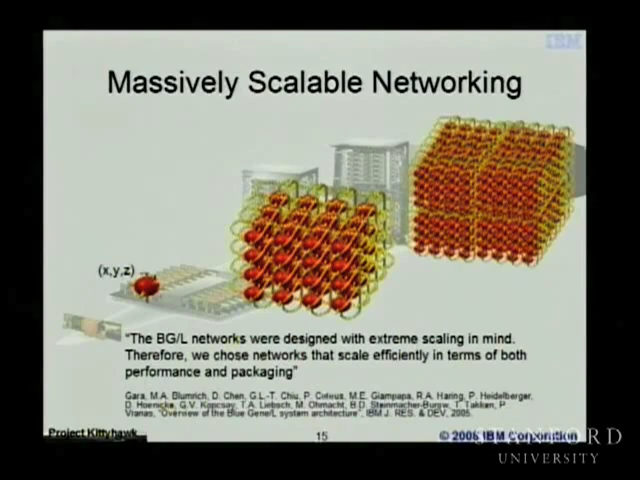 IBM
Massively Scalable Networking
(x,y,z)
"The BG/L networks were designed with extreme scaling in mind.
Therefore, we chose networks that scale efficiently in terms of both
performance and packaging"
Gara, M.A. Blumrich, D. Chen, G.L.-T. Chiu, P. Coteus, M.E. Giampapa, R.A. Haring, P. Heidelberger,
D. Hoenicke, G.V. Kopcsay, T.A. Liebsch, M. Ohmacht, B.D. Steinmacher-Burow, T. Takken, P
Vranas, "Overview of the Blue Gene/L system architecture", IBM J. RES. & DEV, 2005.
Project Kittyhawk
15
© 2008 IBM Corporation
STANFORD
UNIVERSITY